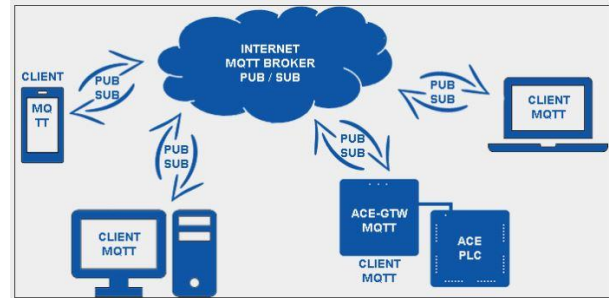 INTERNET
MQTT BROKER
PUB / SUB
CLIENT
MQ
TT
PUB
SUB
PUB
SUB
CLIENT
MQTT
PUB
SUB
CLIENT
MQTT
PUB
SUB
ACE-GTW
MQTT
CLIENT
MQTT
ACE
PLC